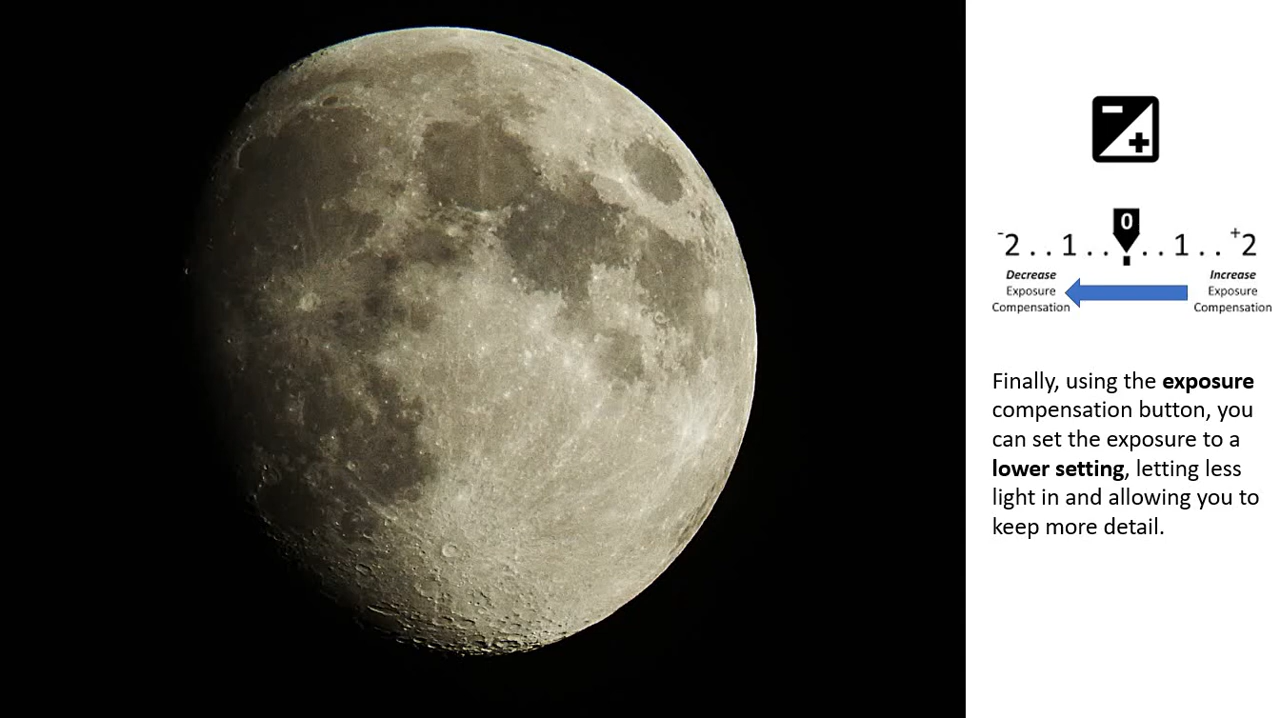 0
-2 . . 1 . . . . 1 . . +2
Decrease Exposure Compensation
Increase Exposure Compensation
Finally, using the exposure
compensation button, you
can set the exposure to a
lower setting, letting less
light in and allowing you to
keep more detail.